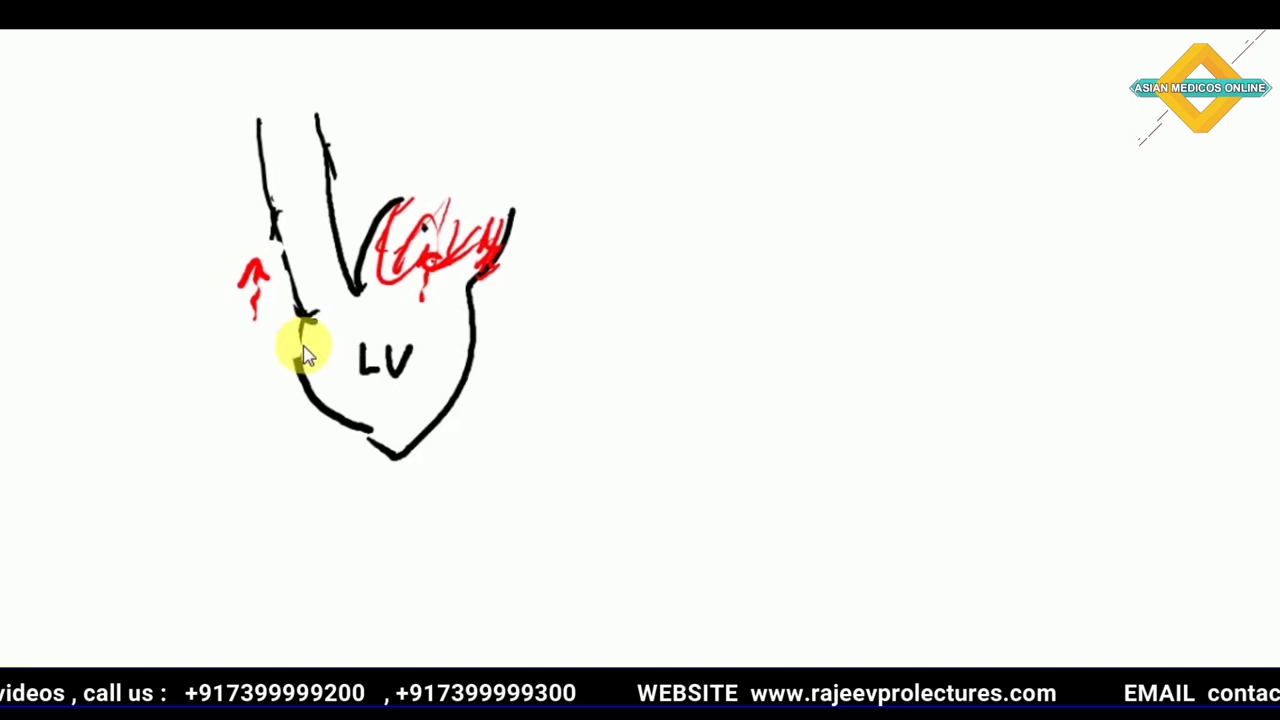 ASIAN MEDICOS ONLINE
LV
videos , call us : +917399999200 , +917399999300 WEBSITE www.rajeevprolectures.com EMAIL contac